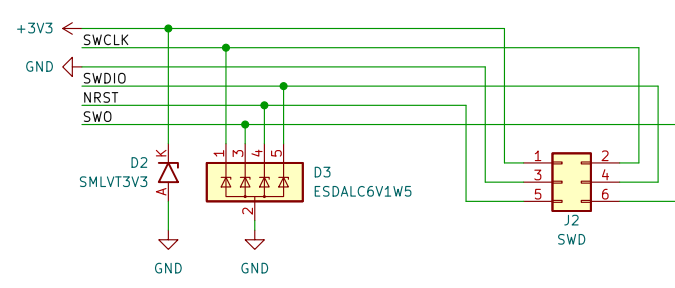 +3V3
SWCLK
GND
SWDIO
NRST
SWO
K
D2
SMLVT3V3
A
1 3 4 5
D3
ESDALC6V1W5
2
GND
GND
1 2
3 4
5 6
J2
SWD